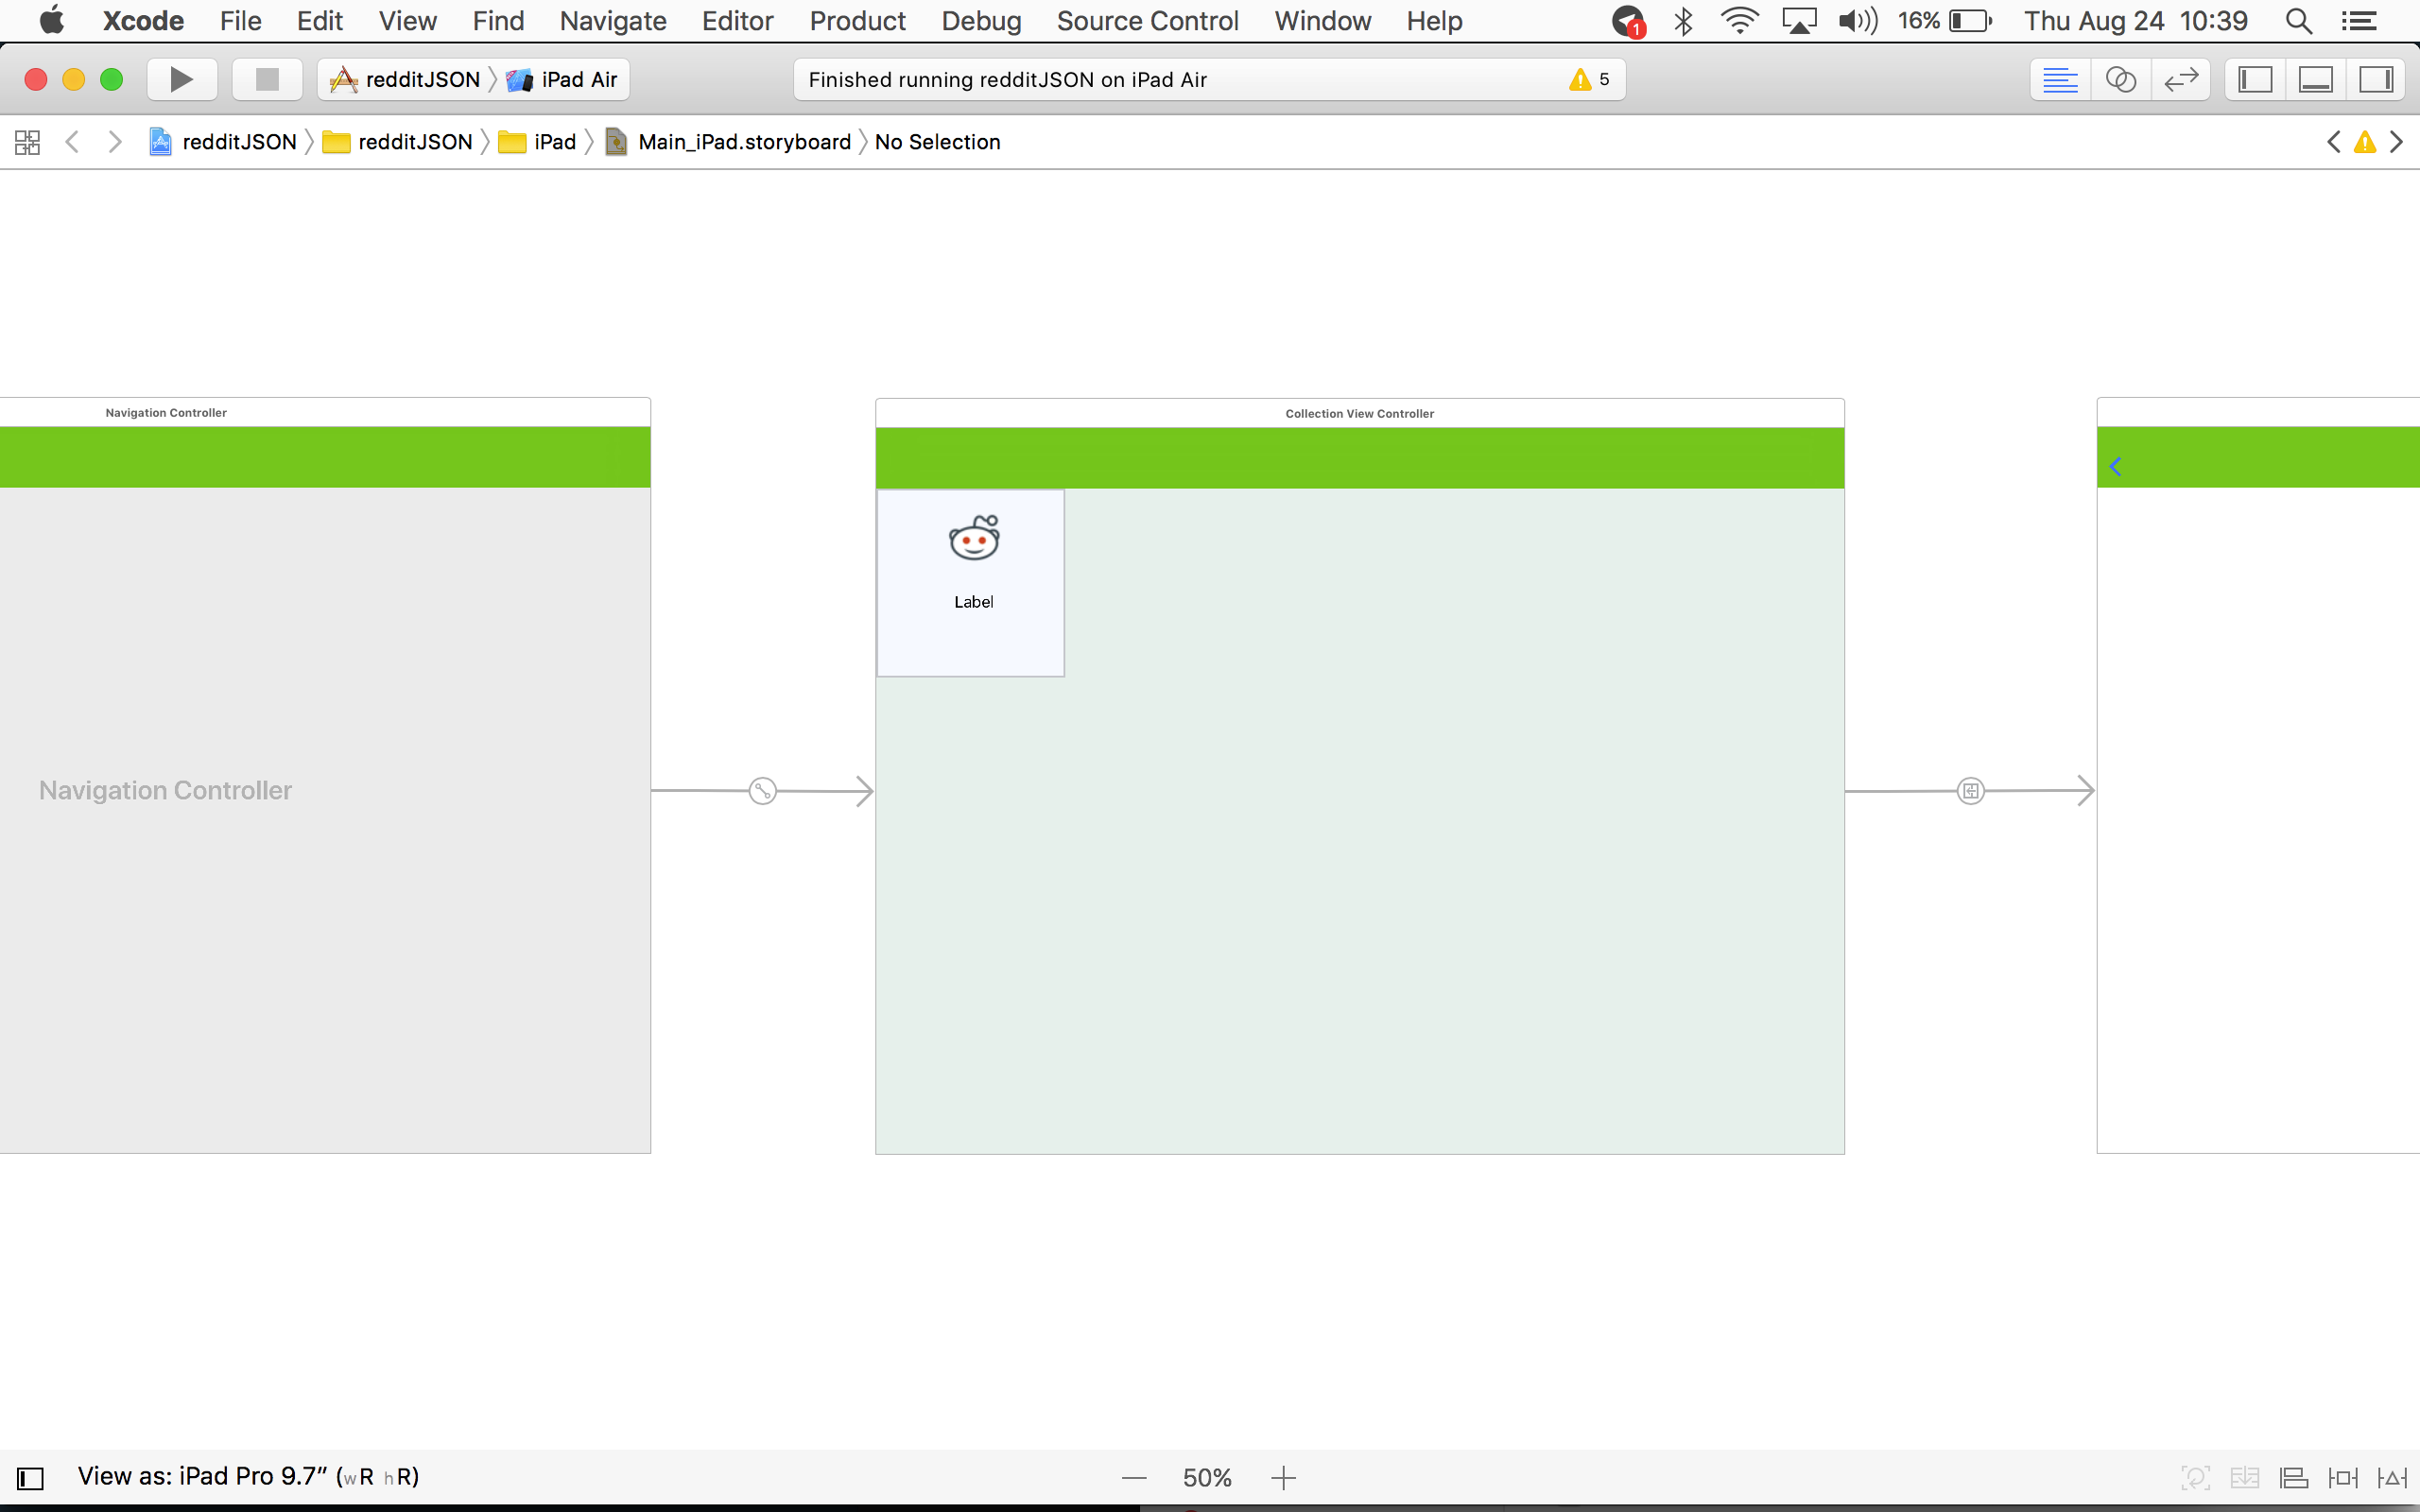 Xcode File Edit View Find Navigate Editor Product Debug Source Control Window Help 1 16% Thu Aug 24 10:39
redditJSON iPad Air Finished running redditJSON on iPad Air 5
redditJSON redditJSON iPad Main_iPad.storyboard No Selection
Navigation Controller
Collection View Controller
Label
Navigation Controller
View as: iPad Pro 9.7” (wR hR) 50%